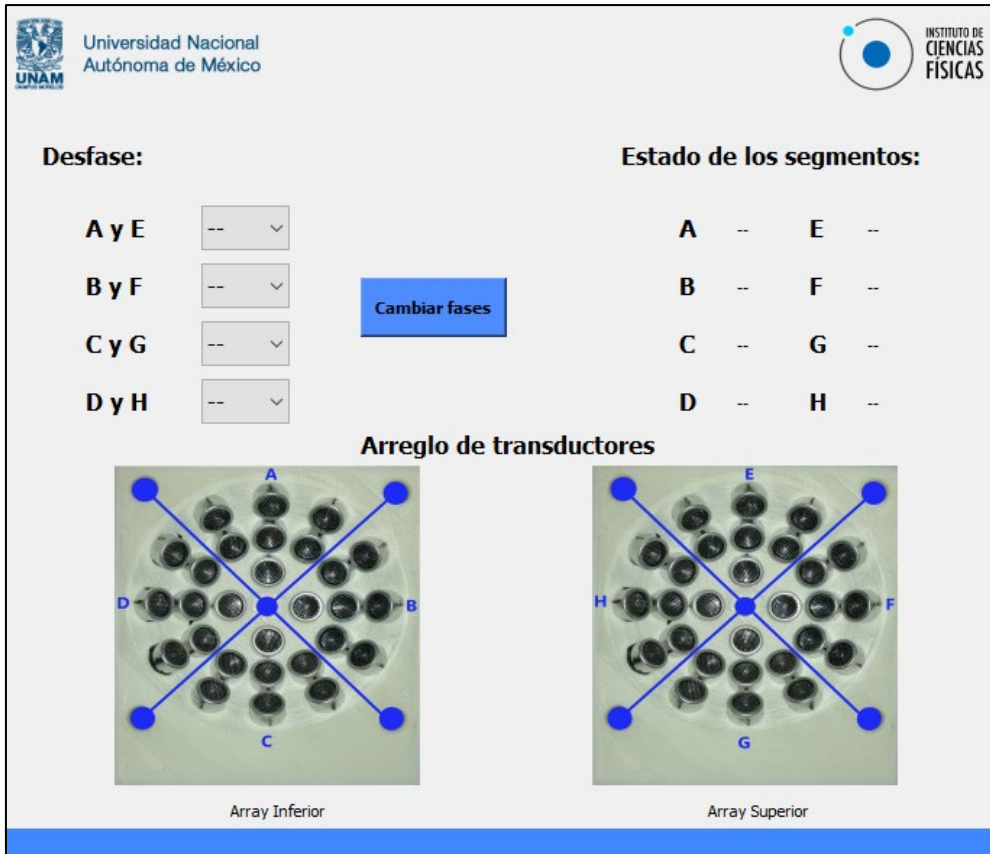 UNAM
Universidad Nacional
Autónoma de México
INSTITUTO DE
CIENCIAS
FÍSICAS
Desfase:
Estado de los segmentos:
A y E -- A -- E --
B y F -- B -- F --
Cambiar fases
C y G -- C -- G --
D y H -- D -- H --
Arreglo de transductores
A
D B
C
E
H F
G
Array Inferior
Array Superior